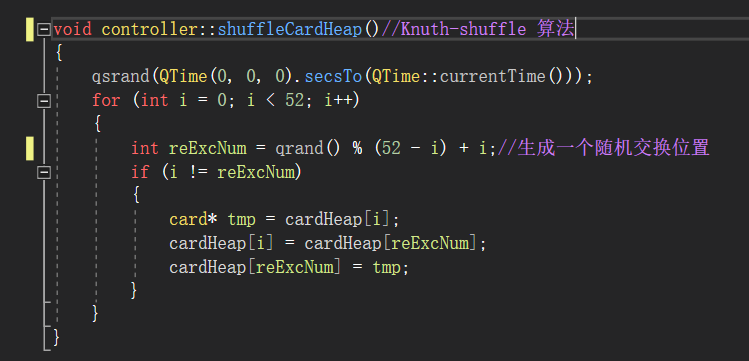 void controller::shuffleCardHeap()//Knuth-shuffle 算法
{
qsrand(QTime(0, 0, 0).secsTo(QTime::currentTime()));
for (int i = 0; i < 52; i++)
{
int reExcNum = qrand() % (52 - i) + i;//生成一个随机交换位置
if (i != reExcNum)
{
card* tmp = cardHeap[i];
cardHeap[i] = cardHeap[reExcNum];
cardHeap[reExcNum] = tmp;
}
}
}